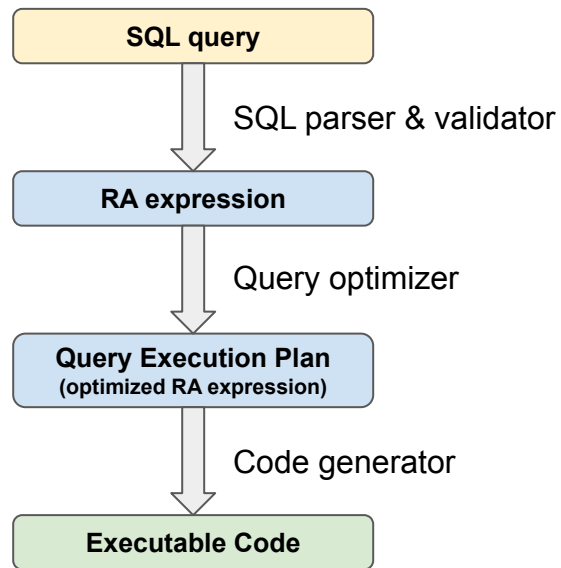 SQL query
SQL parser & validator
RA expression
Query optimizer
Query Execution Plan
(optimized RA expression)
Code generator
Executable Code